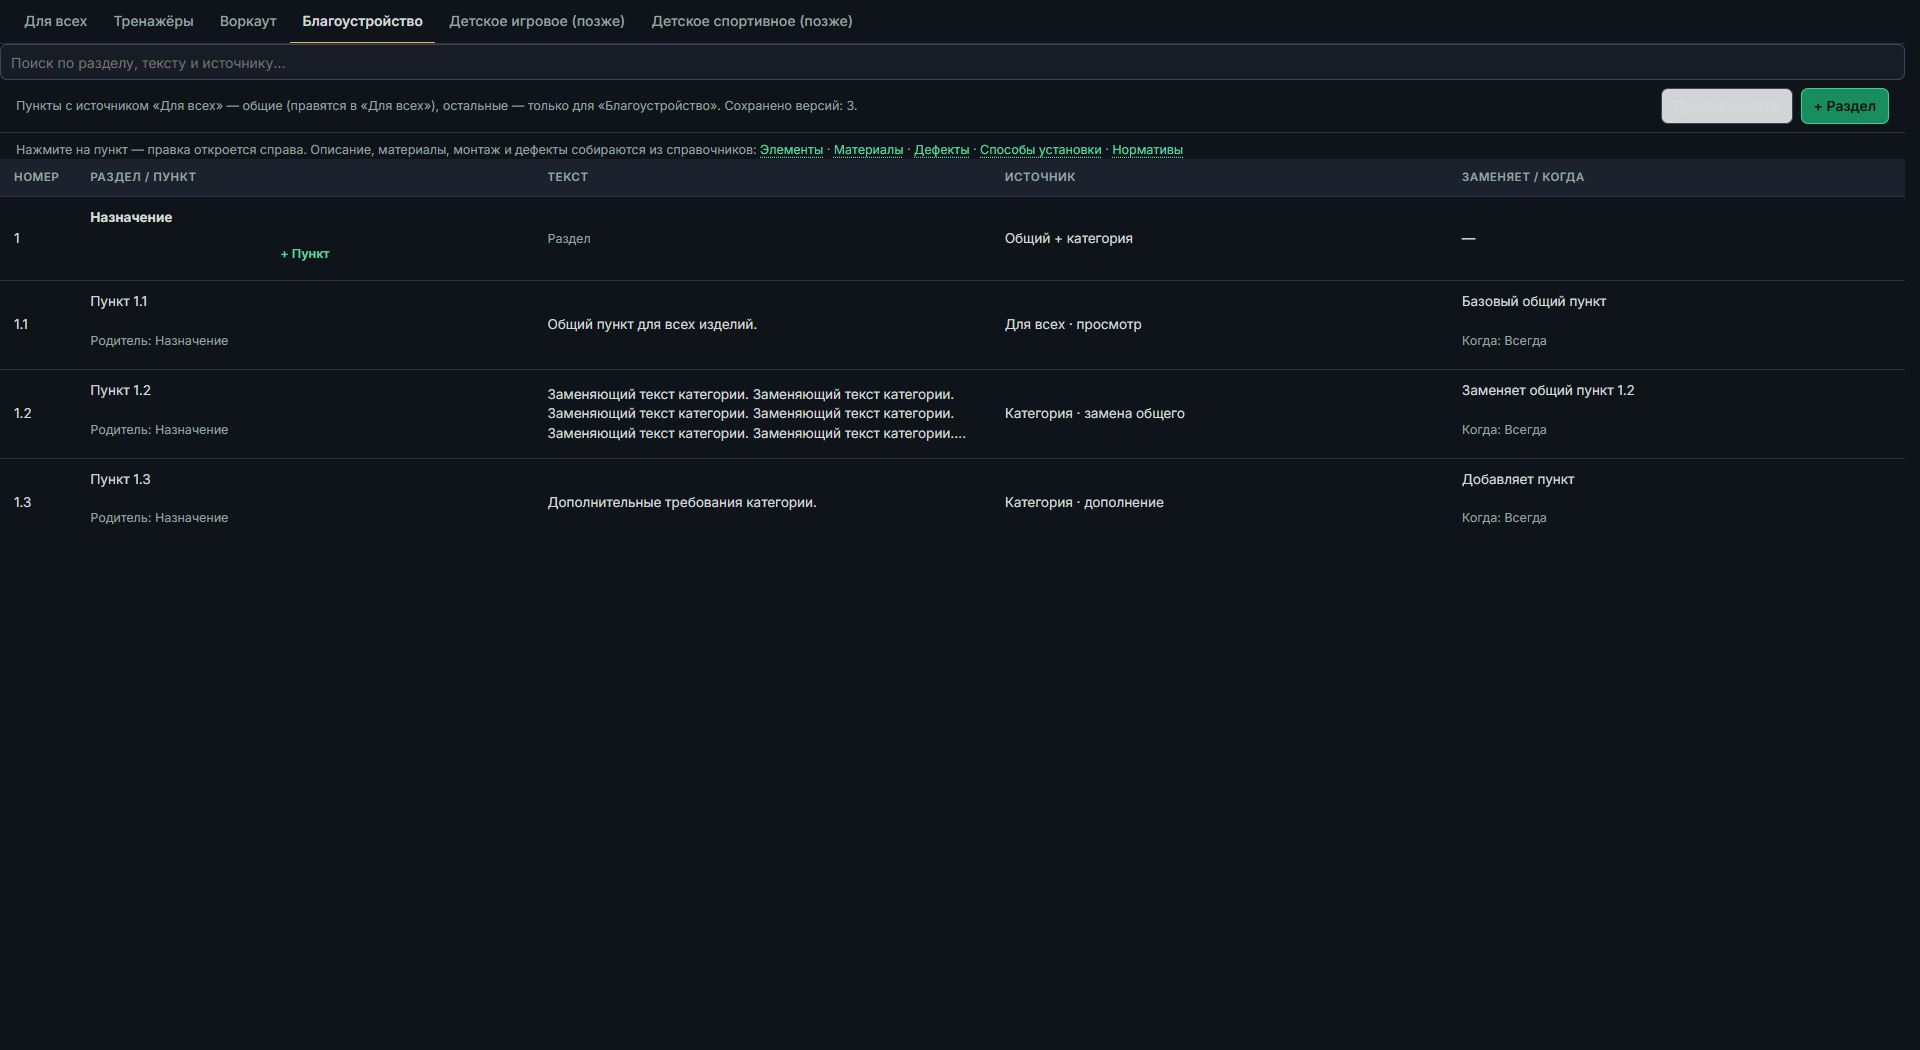 Для всех Тренажёры Воркаут Благоустройство Детское игровое (позже) Детское спортивное (позже)
Поиск по разделу, тексту и источнику...
Пункты с источником «Для всех» — общие (правятся в «Для всех»), остальные — только для «Благоустройство». Сохранено версий: 3.
+ Раздел
Нажмите на пункт — правка откроется справа. Описание, материалы, монтаж и дефекты собираются из справочников: Элементы · Материалы · Дефекты · Способы установки · Нормативы
НОМЕР РАЗДЕЛ / ПУНКТ ТЕКСТ ИСТОЧНИК ЗАМЕНЯЕТ / КОГДА
1 Назначение Раздел Общий + категория —
+ Пункт
1.1 Пункт 1.1 Общий пункт для всех изделий. Для всех · просмотр Базовый общий пункт
Родитель: Назначение Когда: Всегда
1.2 Пункт 1.2 Заменяющий текст категории. Заменяющий текст категории.
Заменяющий текст категории. Заменяющий текст категории.
Заменяющий текст категории. Заменяющий текст категории....
Категория · замена общего Заменяет общий пункт 1.2
Родитель: Назначение Когда: Всегда
1.3 Пункт 1.3 Дополнительные требования категории. Категория · дополнение Добавляет пункт
Родитель: Назначение Когда: Всегда